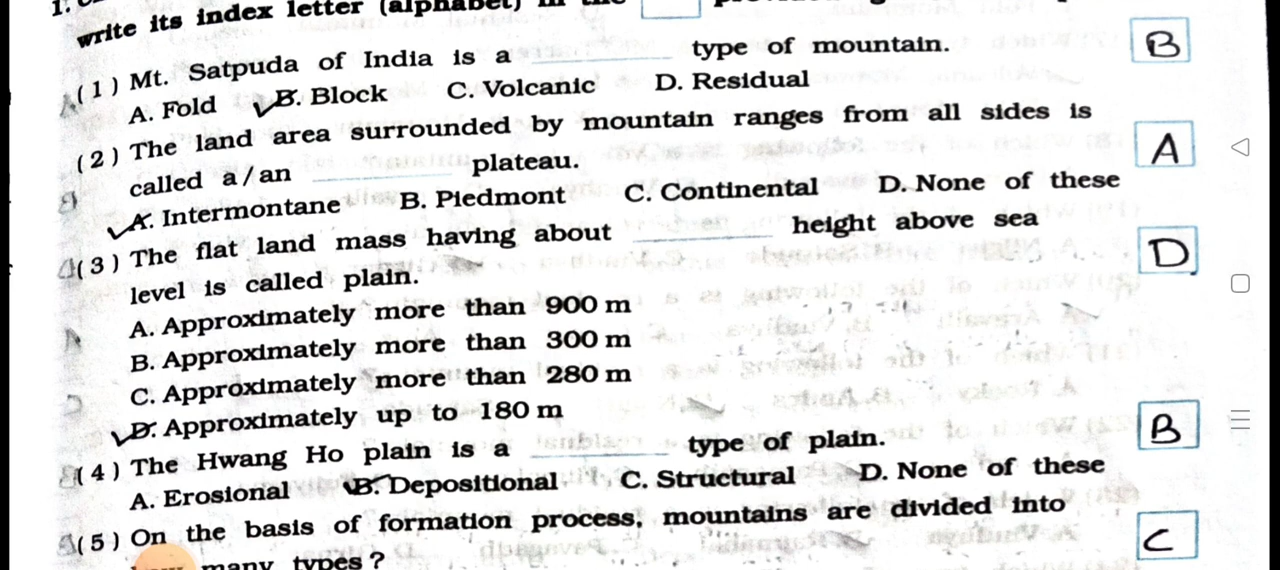 write its index letter (alphabet)
(1) Mt. Satpuda of India is a ________ type of mountain. B
A. Fold B. Block C. Volcanic D. Residual
(2) The land area surrounded by mountain ranges from all sides is
called a/an ________ plateau. A
A. Intermontane B. Piedmont C. Continental D. None of these
(3) The flat land mass having about ________ height above sea
level is called plain. D
A. Approximately more than 900 m
B. Approximately more than 300 m
C. Approximately more than 280 m
D. Approximately up to 180 m
(4) The Hwang Ho plain is a ________ type of plain. B
A. Erosional B. Depositional C. Structural D. None of these
(5) On the basis of formation process, mountains are divided into
many types? C